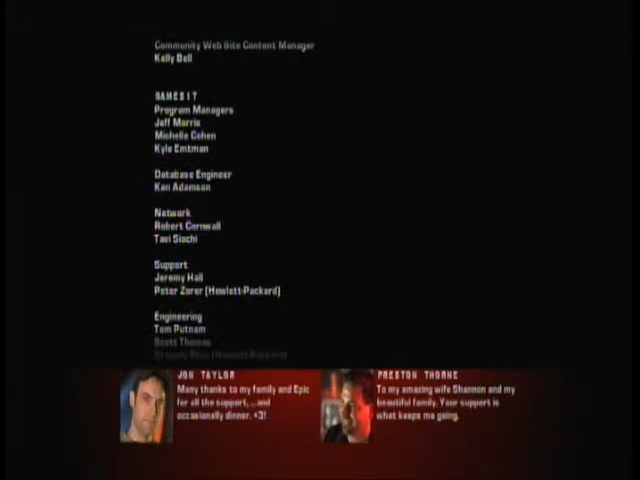 Community Web Site Content Manager
Kelly Bell
GAMES IT
Program Managers
Jeff Morris
Michelle Cohen
Kyle Emtman
Database Engineer
Ken Adamson
Network
Robert Cornwall
Tavi Siochi
Support
Jeremy Hall
Peter Zorer (Hewlett-Packard)
Engineering
Tom Putnam
Scott Thomas
(Hewlett-Packard)
JON TAYLOR
Many thanks to my family and Epic
for all the support, ...and
occasionally dinner. <3!
PRESTON THORNE
To my amazing wife Shannon and my
beautiful family. Your support is
what keeps me going.